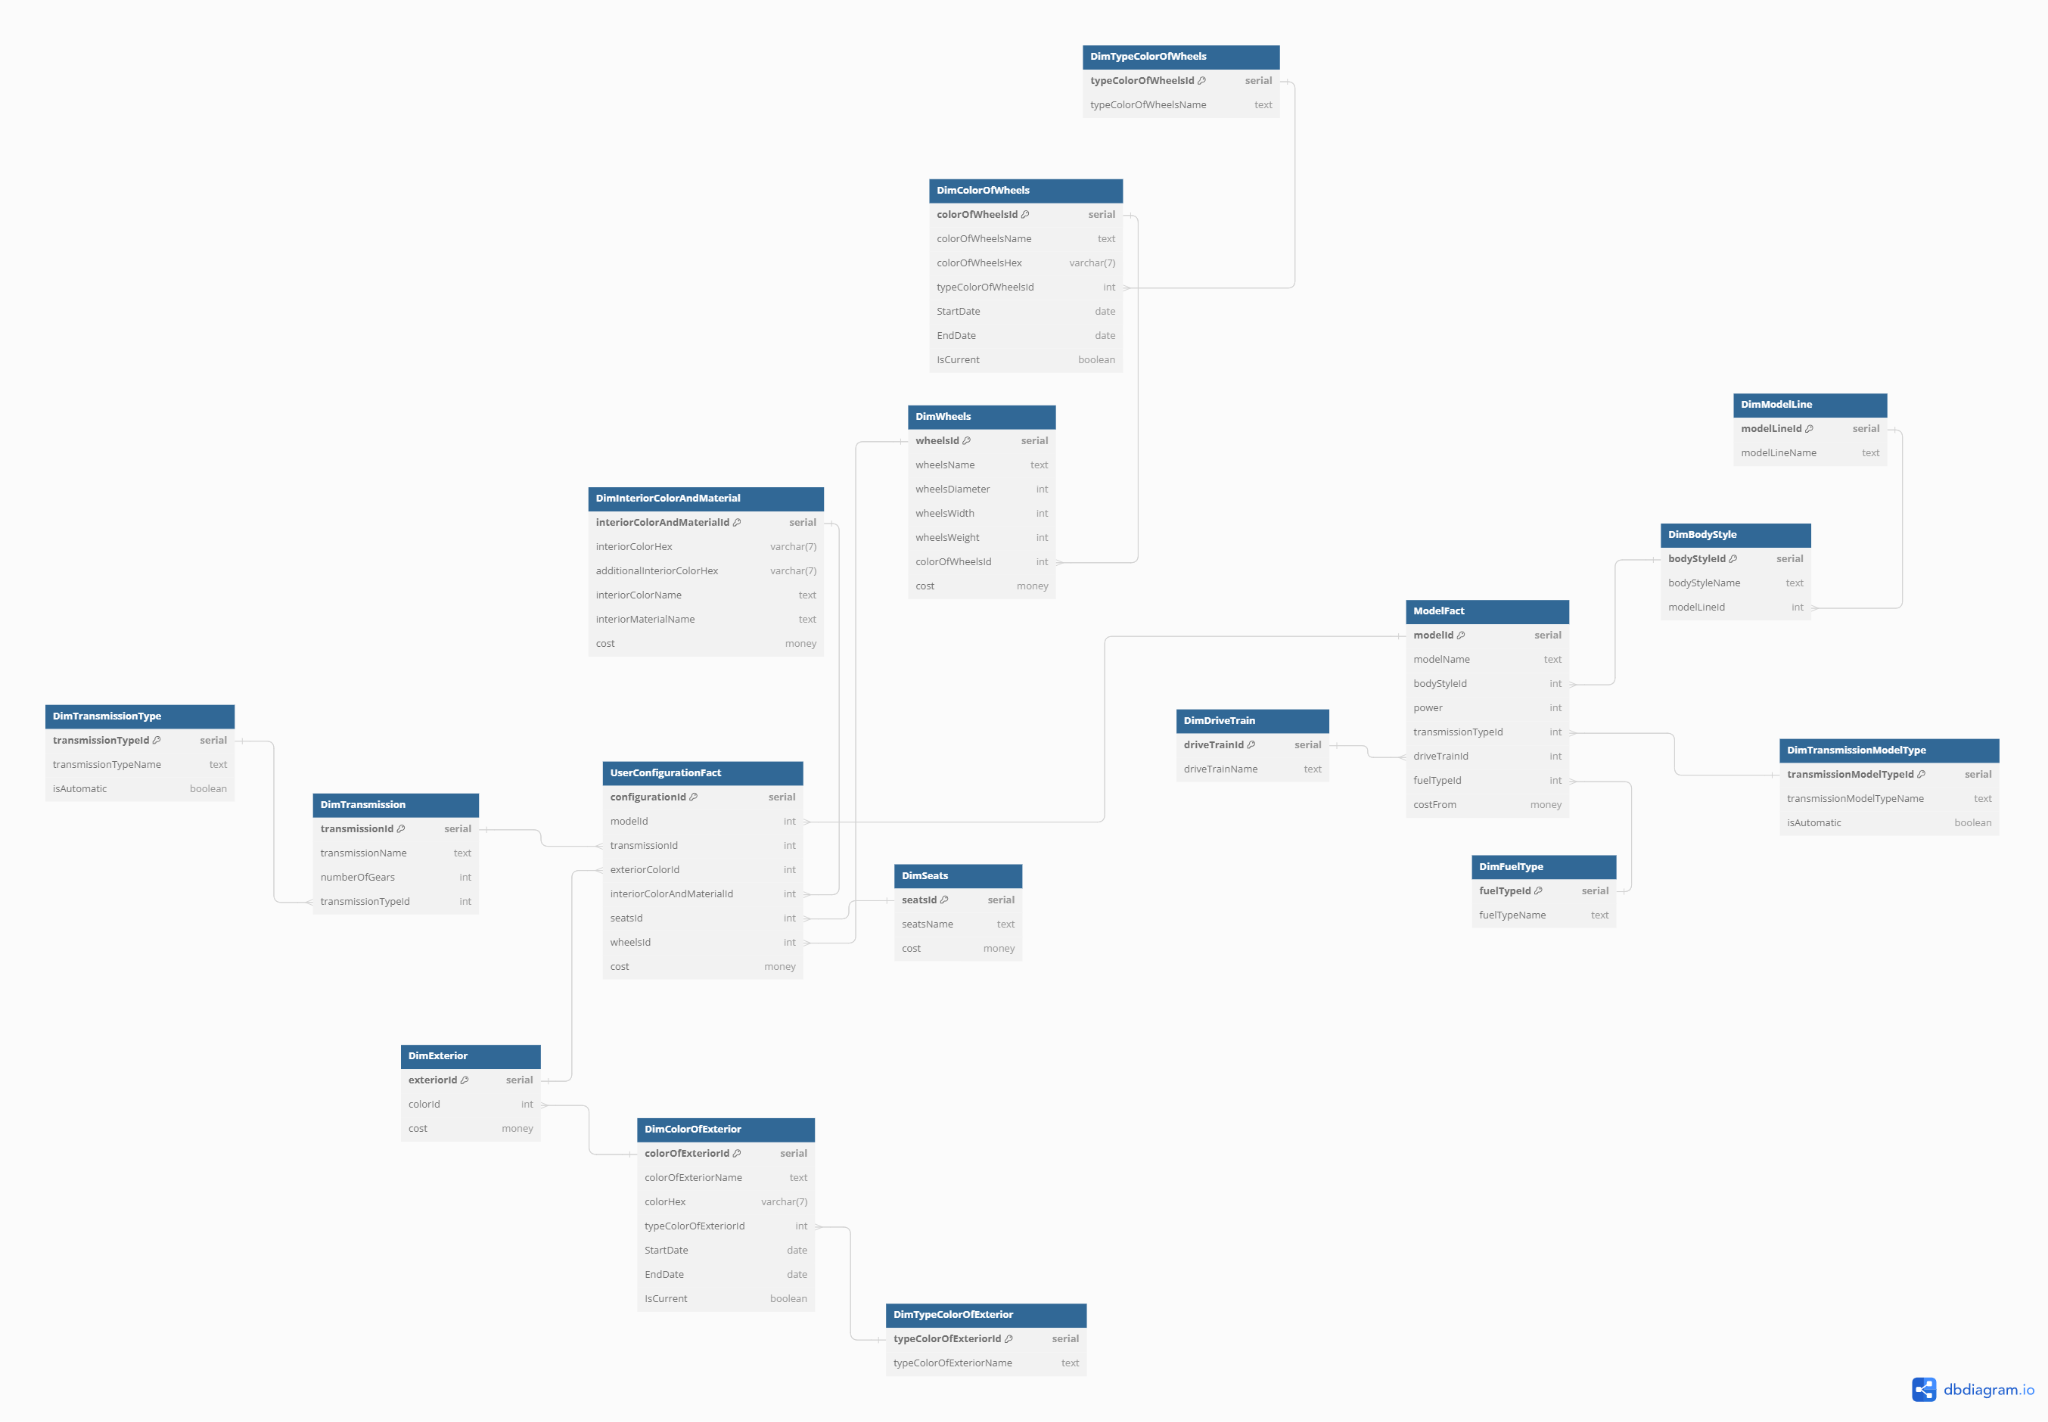 DimTypeColorOfWheels
typeColorOfWheelsId serial
typeColorOfWheelsName text
DimColorOfWheels
colorOfWheelsId serial
colorOfWheelsName text
colorOfWheelsHex varchar(7)
typeColorOfWheelsId int
StartDate date
EndDate date
IsCurrent boolean
DimWheels
wheelsId serial
wheelsName text
wheelsDiameter int
wheelsWidth int
wheelsWeight int
colorOfWheelsId int
cost money
DimModelLine
modelLineId serial
modelLineName text
DimInteriorColorAndMaterial
interiorColorAndMaterialId serial
interiorColorHex varchar(7)
additionalInteriorColorHex varchar(7)
interiorColorName text
interiorMaterialName text
cost money
DimBodyStyle
bodyStyleId serial
bodyStyleName text
modelLineId int
ModelFact
modelId serial
modelName text
bodyStyleId int
power int
transmissionTypeId int
driveTrainId int
fuelTypeId int
costFrom money
DimTransmissionType
transmissionTypeId serial
transmissionTypeName text
isAutomatic boolean
DimDriveTrain
driveTrainId serial
driveTrainName text
DimTransmissionModelType
transmissionModelTypeId serial
transmissionModelTypeName text
isAutomatic boolean
DimTransmission
transmissionId serial
transmissionName text
numberOfGears int
transmissionTypeId int
UserConfigurationFact
configurationId serial
modelId int
transmissionId int
exteriorColorId int
interiorColorAndMaterialId int
seatsId int
wheelsId int
cost money
DimSeats
seatsId serial
seatsName text
cost money
DimFuelType
fuelTypeId serial
fuelTypeName text
DimExterior
exteriorId serial
colorId int
cost money
DimColorOfExterior
colorOfExteriorId serial
colorOfExteriorName text
colorHex varchar(7)
typeColorOfExteriorId int
StartDate date
EndDate date
IsCurrent boolean
DimTypeColorOfExterior
typeColorOfExteriorId serial
typeColorOfExteriorName text
dbdiagram.io